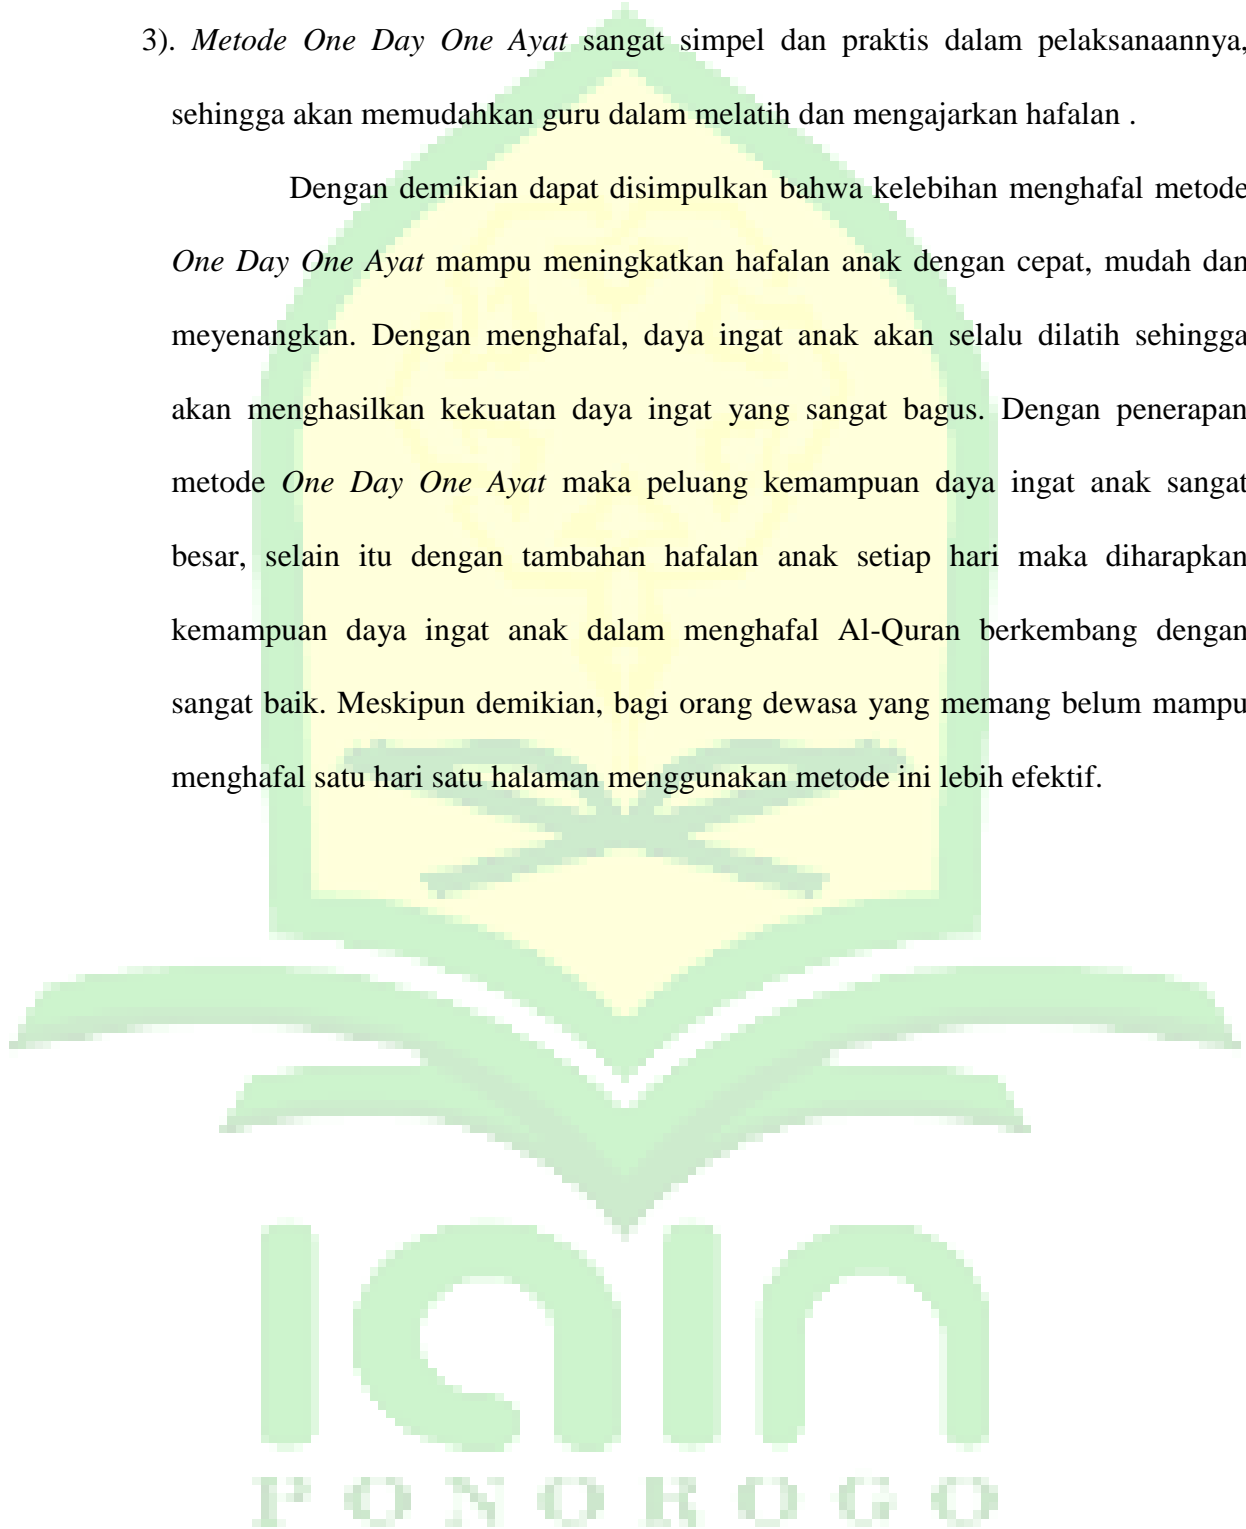 3). Metode One Day One Ayat sangat simpel dan praktis dalam pelaksanaannya,
sehingga akan memudahkan guru dalam melatih dan mengajarkan hafalan .
Dengan demikian dapat disimpulkan bahwa kelebihan menghafal metode
One Day One Ayat mampu meningkatkan hafalan anak dengan cepat, mudah dan
meyenangkan. Dengan menghafal, daya ingat anak akan selalu dilatih sehingga
akan menghasilkan kekuatan daya ingat yang sangat bagus. Dengan penerapan
metode One Day One Ayat maka peluang kemampuan daya ingat anak sangat
besar, selain itu dengan tambahan hafalan anak setiap hari maka diharapkan
kemampuan daya ingat anak dalam menghafal Al-Quran berkembang dengan
sangat baik. Meskipun demikian, bagi orang dewasa yang memang belum mampu
menghafal satu hari satu halaman menggunakan metode ini lebih efektif.
IAIN
PONOROGO